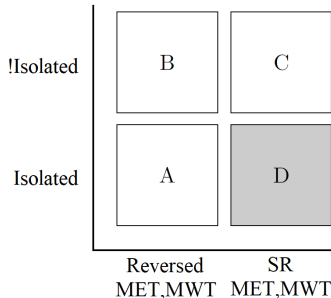 !Isolated
B
C
Isolated
A
D
Reversed
MET,MWT
SR
MET,MWT